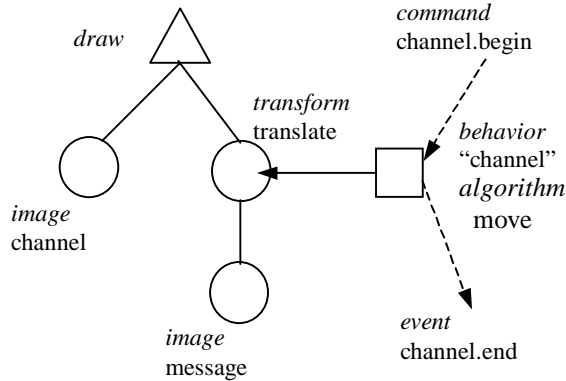 draw
command
channel.begin
transform
translate
behavior
“channel”
algorithm
move
image
channel
event
channel.end
image
message